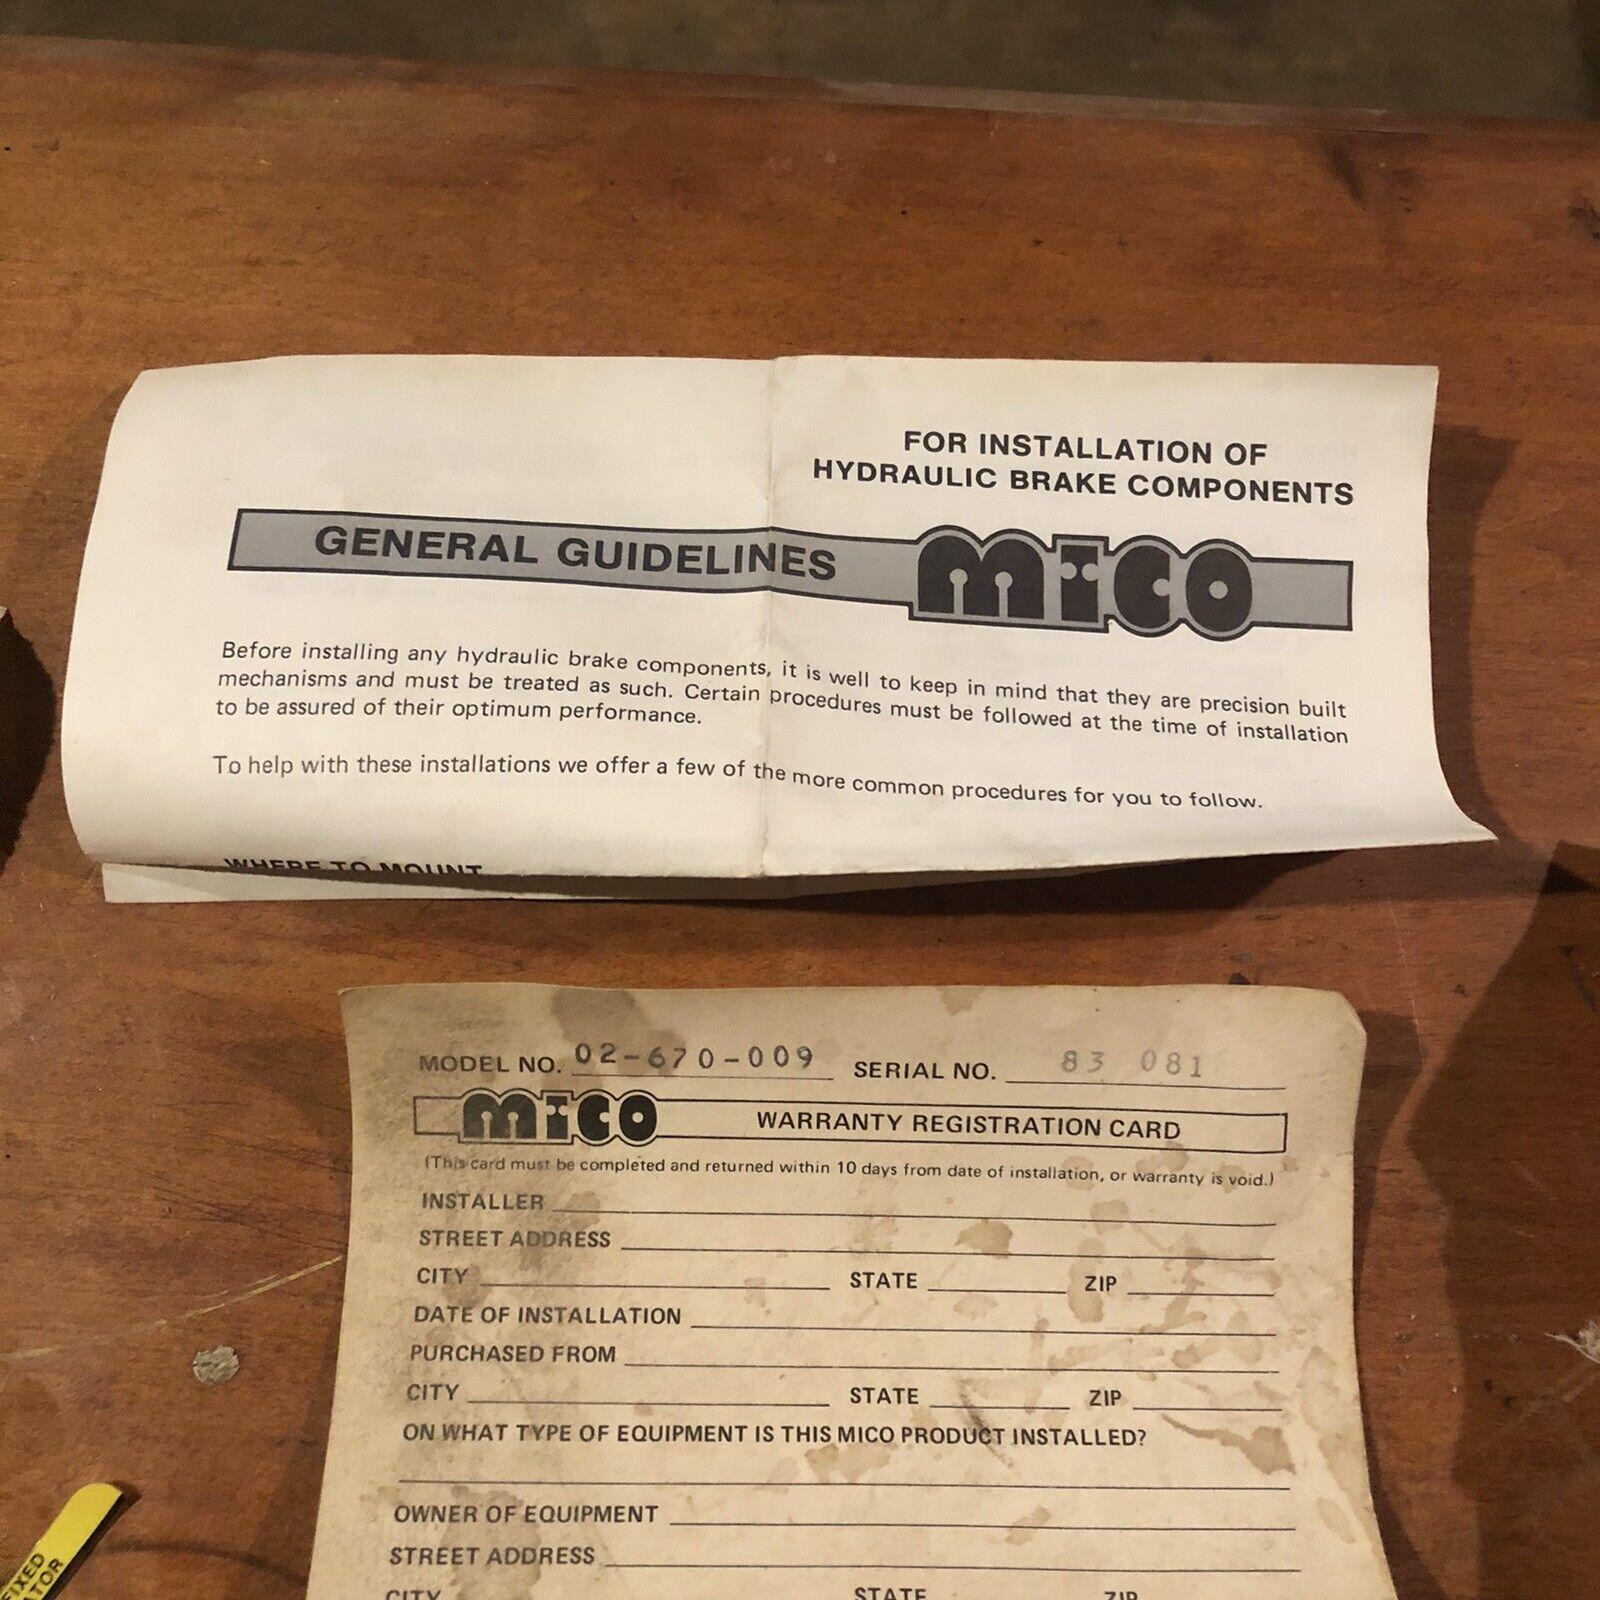 FOR INSTALLATION OF
HYDRAULIC BRAKE COMPONENTS
GENERAL GUIDELINES mico
Before installing any hydraulic brake components, it is well to keep in mind that they are precision built
mechanisms and must be treated as such. Certain procedures must be followed at the time of installation
to be assured of their optimum performance.
To help with these installations we offer a few of the more common procedures for you to follow.
WHERE TO MOUNT
MODEL NO. 02-670-009 SERIAL NO. 83 081
mico WARRANTY REGISTRATION CARD
(This card must be completed and returned within 10 days from date of installation, or warranty is void.)
INSTALLER
STREET ADDRESS
CITY STATE ZIP
DATE OF INSTALLATION
PURCHASED FROM
CITY STATE ZIP
ON WHAT TYPE OF EQUIPMENT IS THIS MICO PRODUCT INSTALLED?
OWNER OF EQUIPMENT
STREET ADDRESS
CITY STATE ZIP